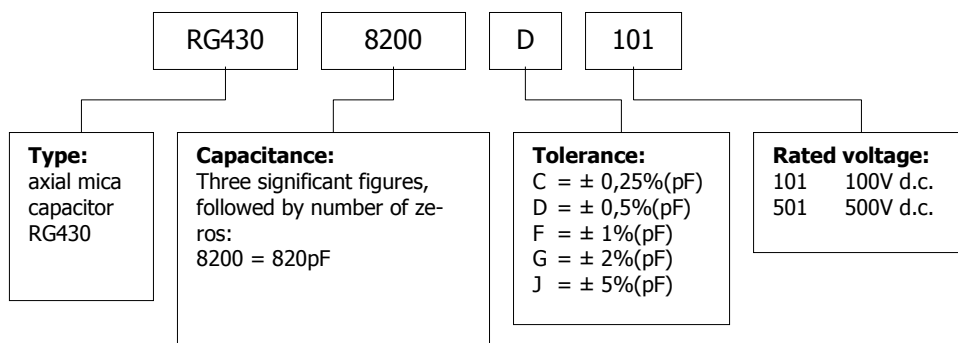 RG430 8200 D 101
Type:
axial mica
capacitor
RG430
Capacitance:
Three significant figures,
followed by number of ze-
ros:
8200 = 820pF
Tolerance:
C = ± 0,25%(pF)
D = ± 0,5%(pF)
F = ± 1%(pF)
G = ± 2%(pF)
J = ± 5%(pF)
Rated voltage:
101 100V d.c.
501 500V d.c.